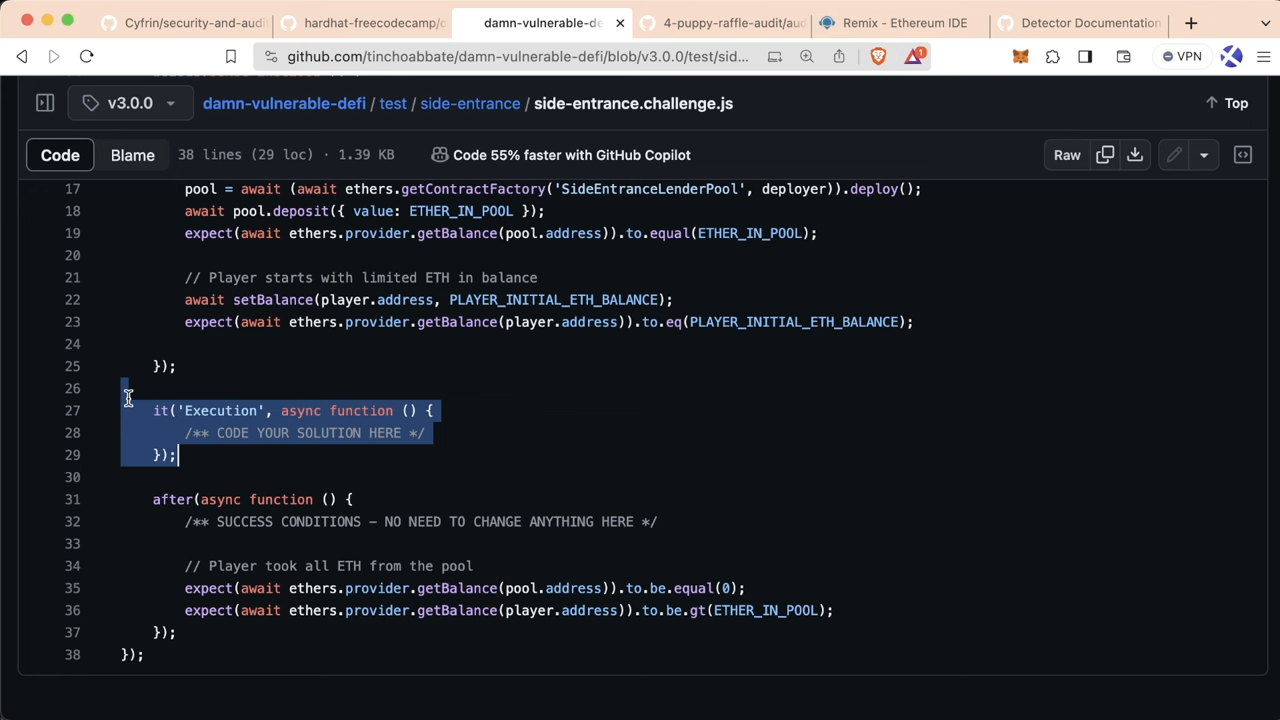 Cyfrin/security-and-audi
hardhat-freecodecamp/c
damn-vulnerable-de
4-puppy-raffle-audit/aud
Remix - Ethereum IDE
Detector Documentation
github.com/tinchoabbate/damn-vulnerable-defi/blob/v3.0.0/test/sid...
1
VPN
v3.0.0
damn-vulnerable-defi / test / side-entrance / side-entrance.challenge.js
Top
Code
Blame
38 lines (29 loc) · 1.39 KB
Code 55% faster with GitHub Copilot
Raw
17 pool = await (await ethers.getContractFactory('SideEntranceLenderPool', deployer)).deploy();
18 await pool.deposit({ value: ETHER_IN_POOL });
19 expect(await ethers.provider.getBalance(pool.address)).to.equal(ETHER_IN_POOL);
20
21 // Player starts with limited ETH in balance
22 await setBalance(player.address, PLAYER_INITIAL_ETH_BALANCE);
23 expect(await ethers.provider.getBalance(player.address)).to.eq(PLAYER_INITIAL_ETH_BALANCE);
24
25 });
26
27 it('Execution', async function () {
28 /** CODE YOUR SOLUTION HERE */
29 });
30
31 after(async function () {
32 /** SUCCESS CONDITIONS - NO NEED TO CHANGE ANYTHING HERE */
33
34 // Player took all ETH from the pool
35 expect(await ethers.provider.getBalance(pool.address)).to.be.equal(0);
36 expect(await ethers.provider.getBalance(player.address)).to.be.gt(ETHER_IN_POOL);
37 });
38 });